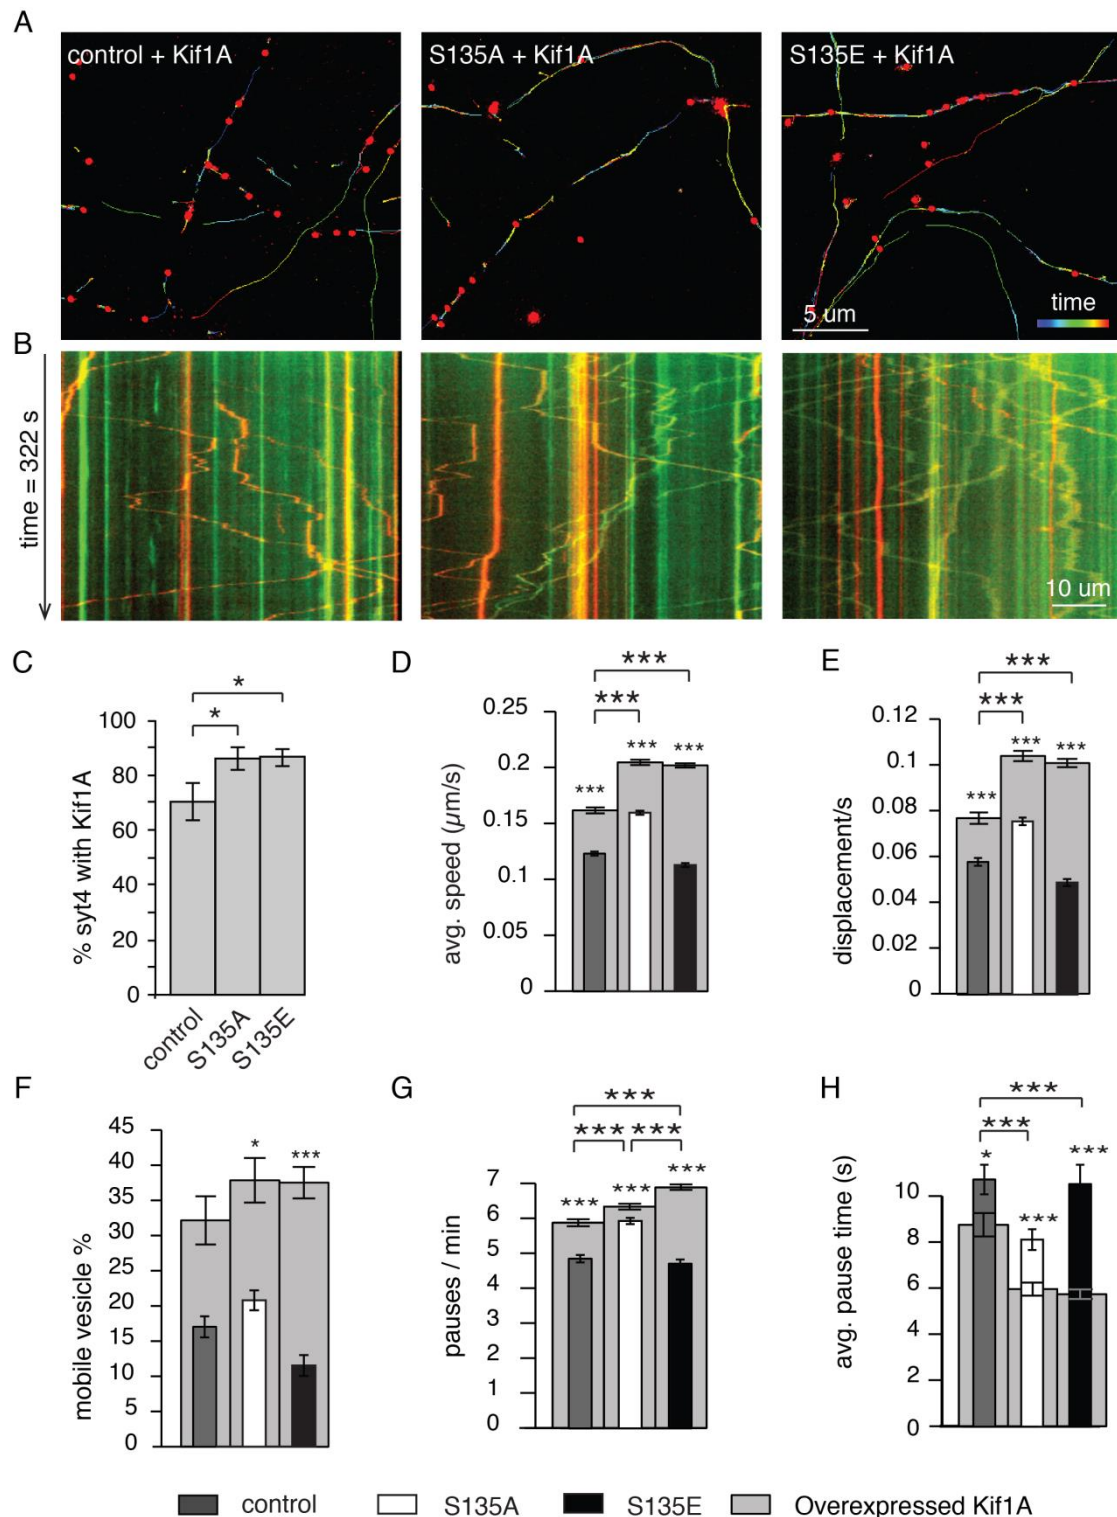 A
control + Kif1A
S135A + Kif1A
S135E + Kif1A
5 um
time
B
time = 322 s
10 um
C
*
*
% syt4 with Kif1A
100
80
60
40
20
0
control
S135A
S135E
D
***
***
***
***
***
avg. speed (µm/s)
0.25
0.2
0.15
0.1
0.05
0
E
***
***
***
***
***
displacement/s
0.12
0.1
0.08
0.06
0.04
0.02
0
F
*
***
mobile vesicle %
45
40
35
30
25
20
15
10
5
0
G
***
***
***
***
***
***
pauses / min
7
6
5
4
3
2
1
0
H
***
***
*
***
***
avg. pause time (s)
10
8
6
4
2
0
control
S135A
S135E
Overexpressed Kif1A